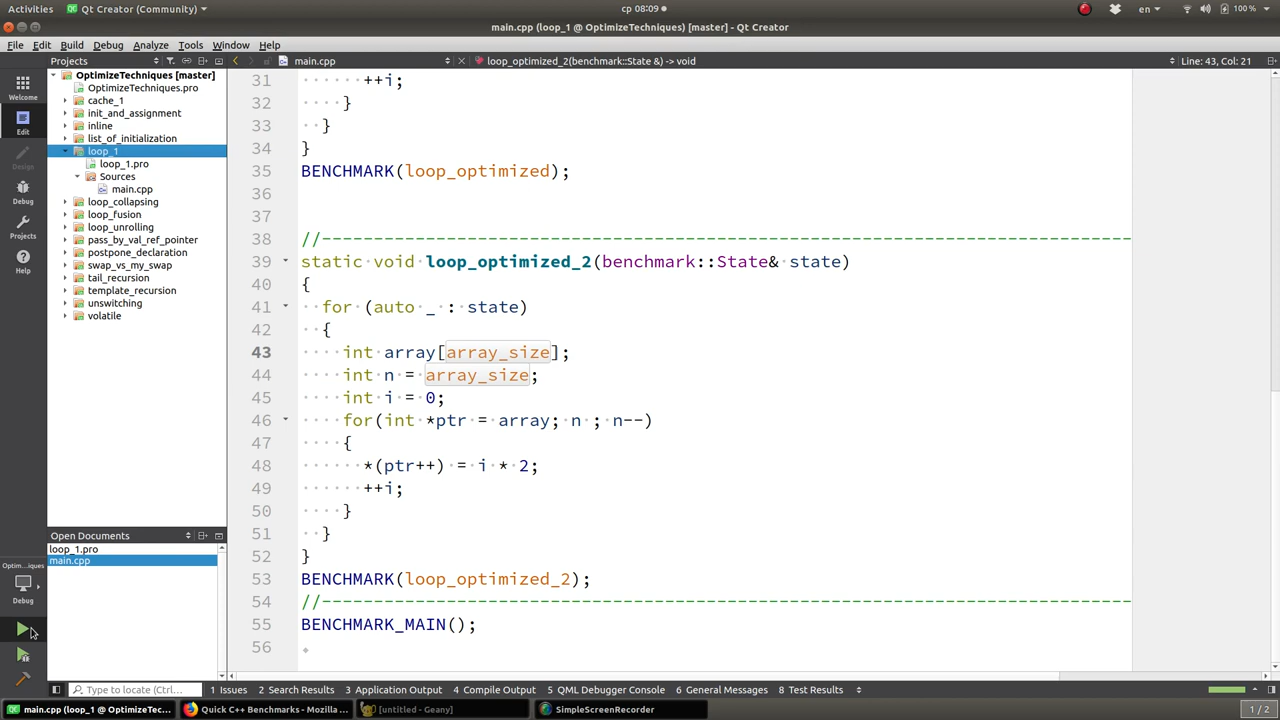 Activities Qt Creator (Community) ср 08:09 en 100 %
main.cpp (loop_1 @ OptimizeTechniques) [master] - Qt Creator
File Edit Build Debug Analyze Tools Window Help
Projects main.cpp loop_optimized_2(benchmark::State &) -> void Line: 43, Col: 21
Welcome
Edit
Design
Debug
Projects
Help
Optim...iques
Debug
OptimizeTechniques [master]
OptimizeTechniques.pro
cache_1
init_and_assignment
inline
list_of_initialization
loop_1
loop_1.pro
Sources
main.cpp
loop_collapsing
loop_fusion
loop_unrolling
pass_by_val_ref_pointer
postpone_declaration
swap_vs_my_swap
tail_recursion
template_recursion
unswitching
volatile
Open Documents
loop_1.pro
main.cpp
31 ++i;
32 }
33 }
34 }
35 BENCHMARK(loop_optimized);
36
37
38 //------------------------------------------------------------------------------
39 static void loop_optimized_2(benchmark::State& state)
40 {
41 for (auto _ : state)
42 {
43 int array[array_size];
44 int n = array_size;
45 int i = 0;
46 for(int *ptr = array; n ; n--)
47 {
48 *(ptr++) = i * 2;
49 ++i;
50 }
51 }
52 }
53 BENCHMARK(loop_optimized_2);
54 //------------------------------------------------------------------------------
55 BENCHMARK_MAIN();
56
Type to locate (Ctrl-... 1 Issues 2 Search Results 3 Application Output 4 Compile Output 5 QML Debugger Console 6 General Messages 8 Test Results
main.cpp (loop_1 @ OptimizeTec... Quick C++ Benchmarks - Mozilla ... [untitled - Geany] SimpleScreenRecorder 1 / 2